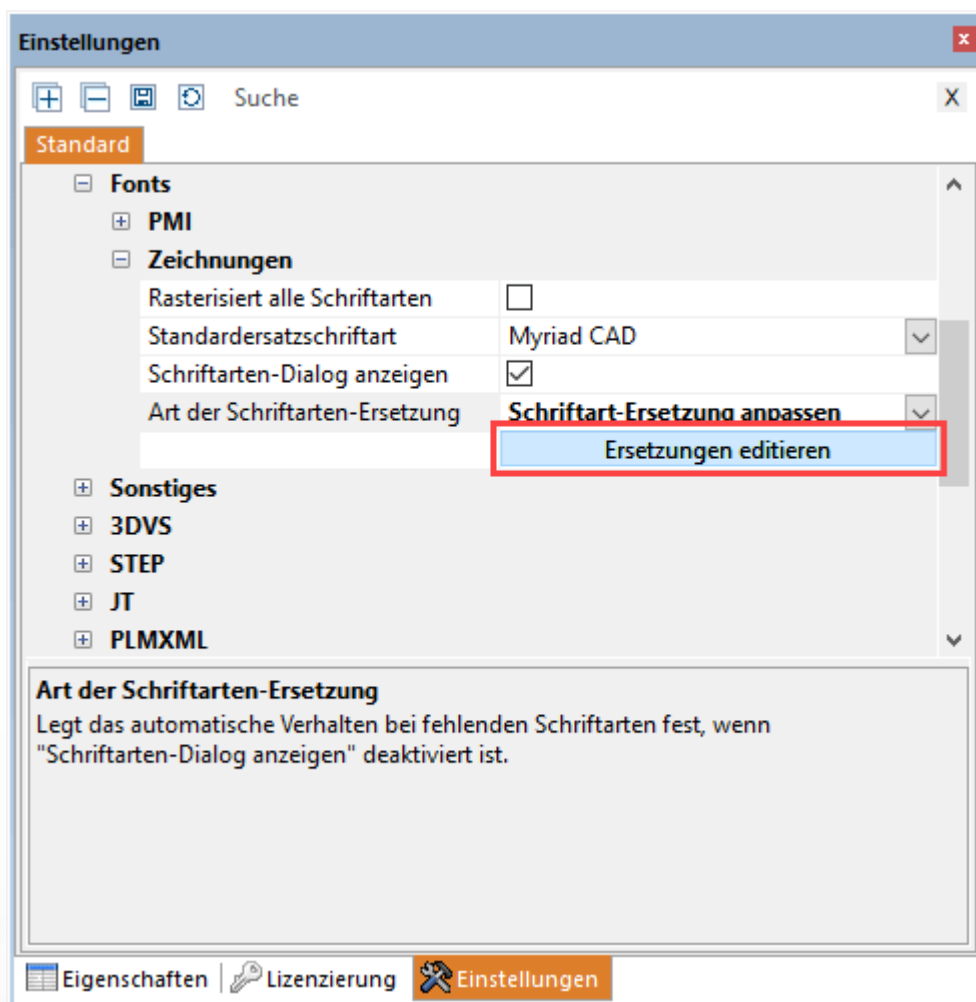 Einstellungen
Suche
X
Standard
Fonts
PMI
Zeichnungen
Rasterisiert alle Schriftarten
Standardersatzschriftart Myriad CAD
Schriftarten-Dialog anzeigen
Art der Schriftarten-Ersetzung Schriftart-Ersetzung anpassen
Ersetzungen editieren
Sonstiges
3DVS
STEP
JT
PLMXML
Art der Schriftarten-Ersetzung
Legt das automatische Verhalten bei fehlenden Schriftarten fest, wenn
"Schriftarten-Dialog anzeigen" deaktiviert ist.
Eigenschaften Lizenzierung Einstellungen